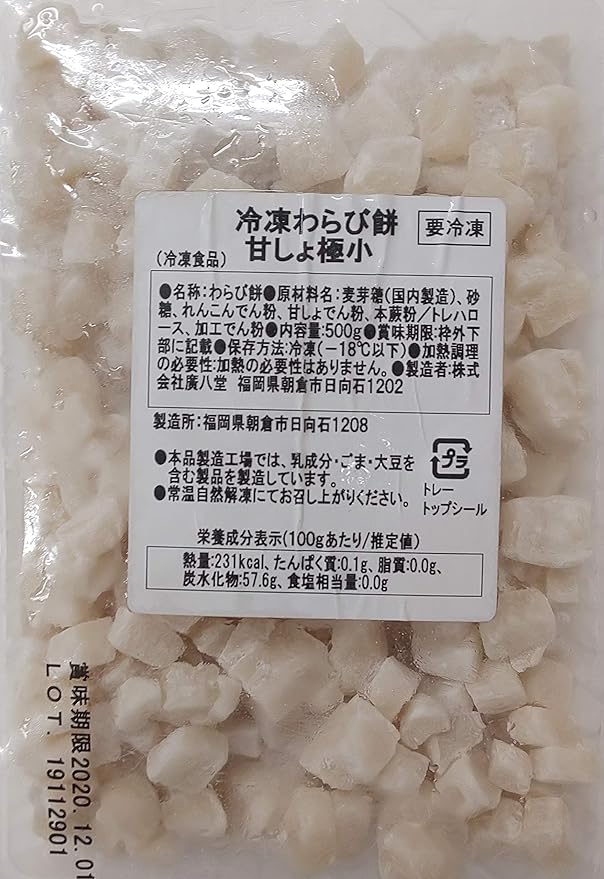 冷凍わらび餅
要冷凍
(冷凍食品)
甘しょ極小
●名称:わらび餅●原材料名:麦芽糖(国内製造)、砂
糖、れんこんでん粉、甘しょでん粉、本蕨粉/トレハロ
ース、加工でん粉●内容量:500g●賞味期限:枠外下
部に記載●保存方法:冷凍(-18℃以下)●加熱調理
の必要性:加熱の必要性はありません。●製造者:株式
会社廣八堂 福岡県朝倉市日向石1202
製造所:福岡県朝倉市日向石1208
●本品製造工場では、乳成分・ごま・大豆を
含む製品を製造しています。
●常温自然解凍にてお召し上がりください。
プラ
トレー
トップシール
栄養成分表示(100gあたり/推定値)
熱量:231kcal、たんぱく質:0.1g、脂質:0.0g、
炭水化物:57.6g、食塩相当量:0.0g
賞味期限2020.12.01
LOT. 19112901